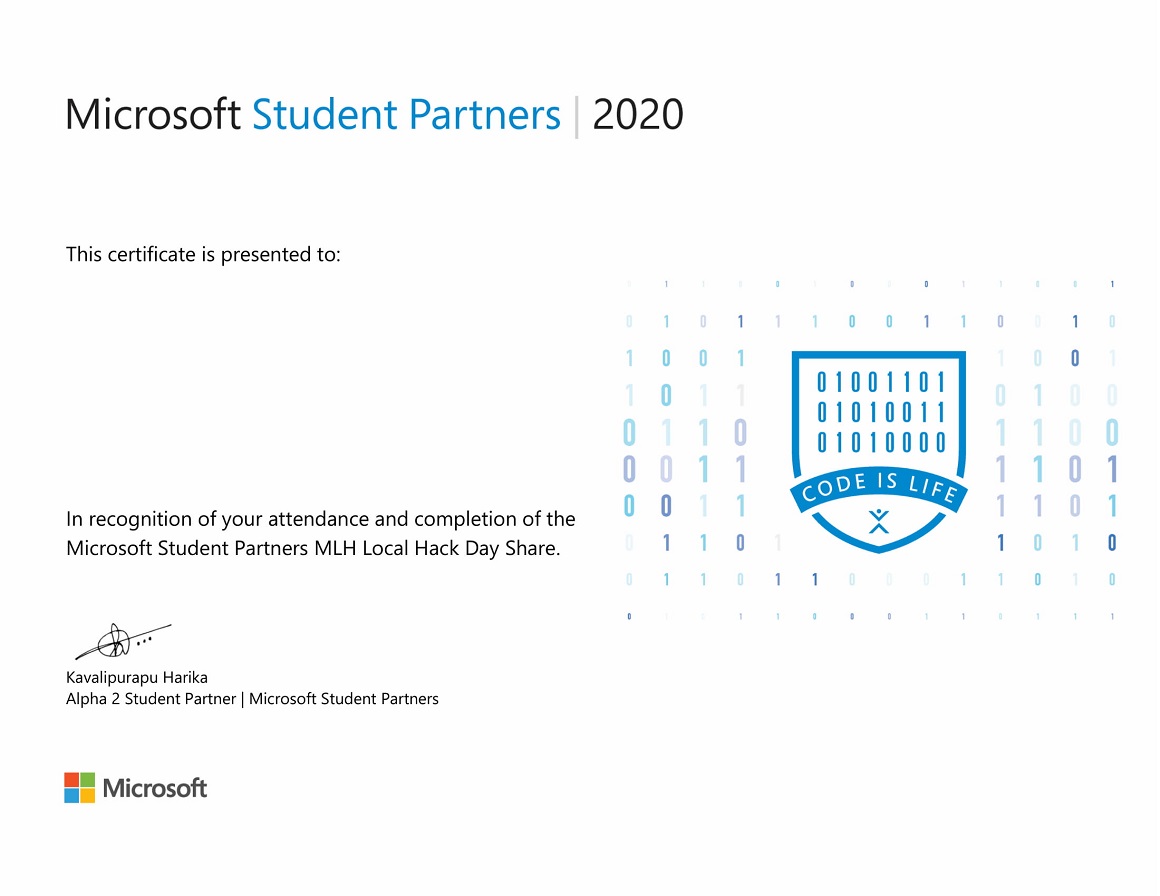 Microsoft Student Partners | 2020
This certificate is presented to:
01001101
01010011
01010000
CODE IS LIFE
In recognition of your attendance and completion of the
Microsoft Student Partners MLH Local Hack Day Share.
Kavalipurapu Harika
Alpha 2 Student Partner | Microsoft Student Partners
Microsoft